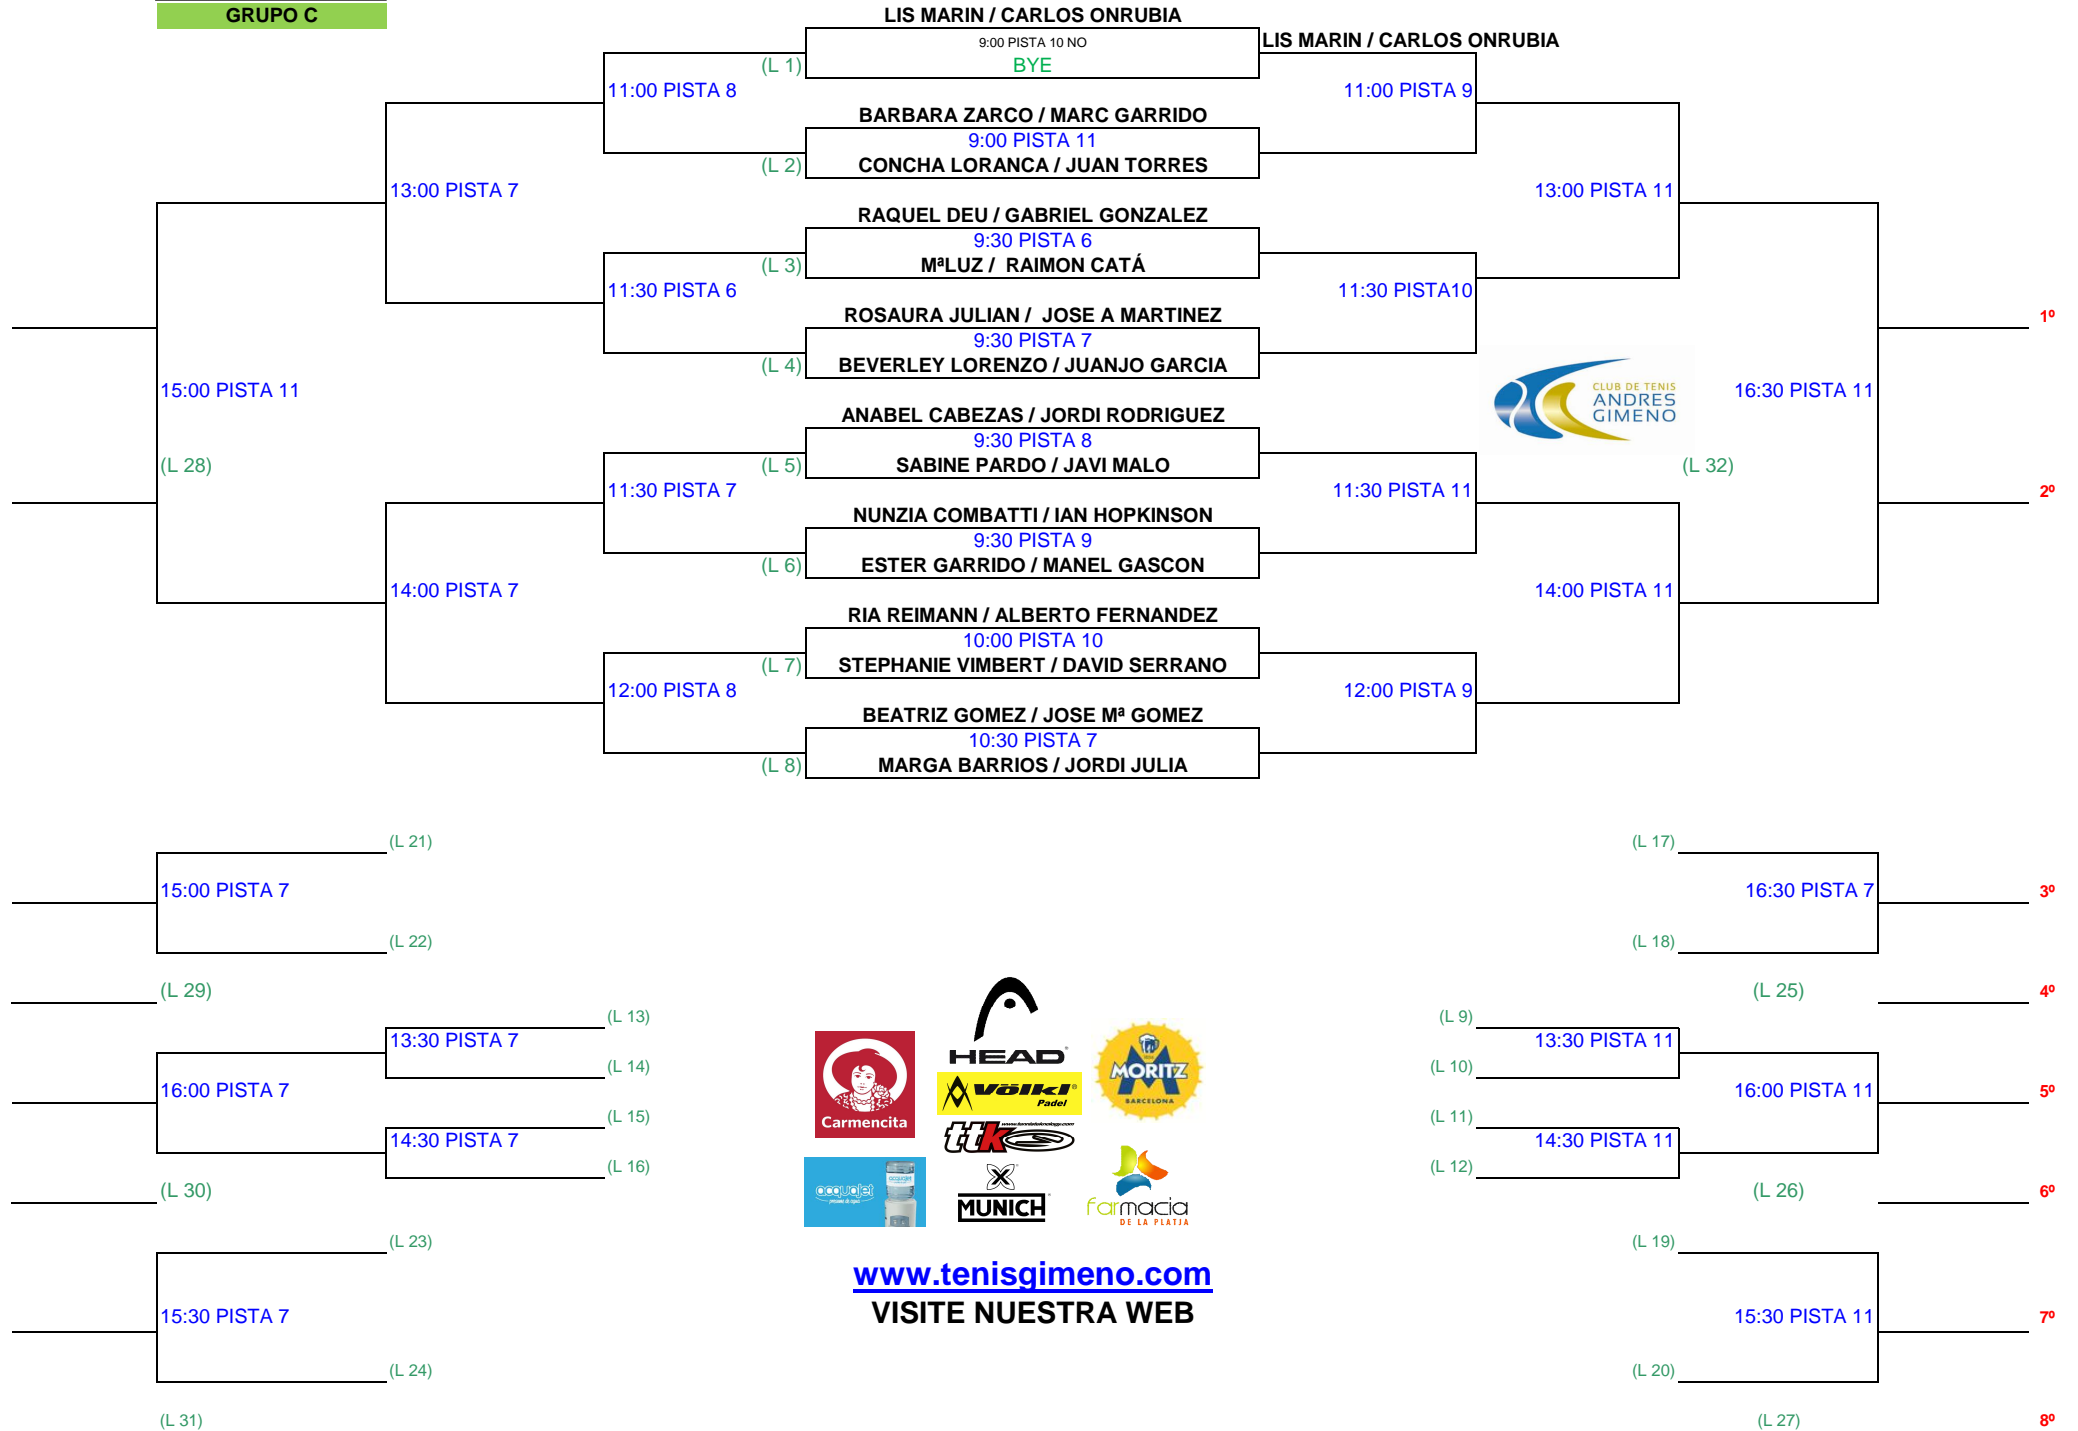 GRUPO C
LIS MARIN / CARLOS ONRUBIA
9:00 PISTA 10 NO
LIS MARIN / CARLOS ONRUBIA
(L 1)
BYE
11:00 PISTA 8
11:00 PISTA 9
BARBARA ZARCO / MARC GARRIDO
9:00 PISTA 11
(L 2)
CONCHA LORANCA / JUAN TORRES
13:00 PISTA 7
13:00 PISTA 11
RAQUEL DEU / GABRIEL GONZALEZ
9:30 PISTA 6
(L 3)
MªLUZ / RAIMON CATÁ
11:30 PISTA 6
11:30 PISTA10
ROSAURA JULIAN / JOSE A MARTINEZ
1º
9:30 PISTA 7
(L 4)
BEVERLEY LORENZO / JUANJO GARCIA
15:00 PISTA 11
CLUB DE TENIS
ANDRES
GIMENO
16:30 PISTA 11
ANABEL CABEZAS / JORDI RODRIGUEZ
9:30 PISTA 8
(L 28)
(L 5)
SABINE PARDO / JAVI MALO
(L 32)
11:30 PISTA 7
11:30 PISTA 11
2º
NUNZIA COMBATTI / IAN HOPKINSON
9:30 PISTA 9
(L 6)
ESTER GARRIDO / MANEL GASCON
14:00 PISTA 7
14:00 PISTA 11
RIA REIMANN / ALBERTO FERNANDEZ
10:00 PISTA 10
(L 7)
STEPHANIE VIMBERT / DAVID SERRANO
12:00 PISTA 8
12:00 PISTA 9
BEATRIZ GOMEZ / JOSE Mª GOMEZ
10:30 PISTA 7
(L 8)
MARGA BARRIOS / JORDI JULIA
(L 21)
(L 17)
15:00 PISTA 7
16:30 PISTA 7
3º
(L 22)
(L 18)
(L 29)
(L 25)
4º
(L 13)
(L 9)
13:30 PISTA 7
13:30 PISTA 11
(L 14)
(L 10)
16:00 PISTA 7
16:00 PISTA 11
5º
(L 15)
(L 11)
14:30 PISTA 7
14:30 PISTA 11
(L 16)
(L 12)
(L 30)
(L 26)
6º
HEAD
MORITZ
BARCELONA
Völkl
Padel
Carmencita
ttk
www.tennisteknology.com
acquajet
MUNICH
farmacia
DE LA PLATJA
(L 23)
(L 19)
www.tenisgimeno.com
VISITE NUESTRA WEB
15:30 PISTA 7
15:30 PISTA 11
7º
(L 24)
(L 20)
(L 31)
(L 27)
8º